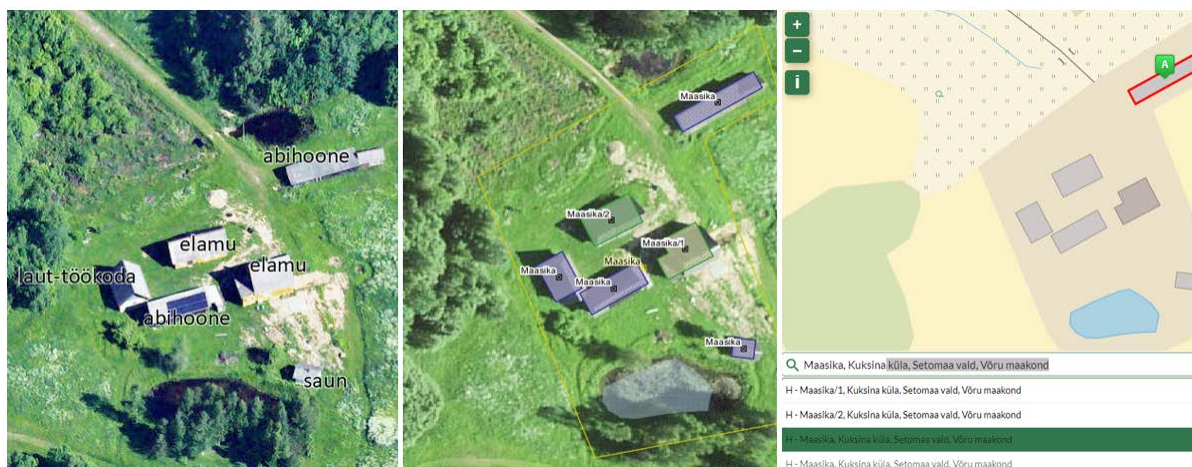 abihoone
elamu
elamu
laut-töökoda
abihoone
saun
Maasika
Maasika/2
Maasika/1
Maasika
Maasika
Maasika
Maasika
+
−
i
A
Maasika, Kuksina küla, Setomaa vald, Võru maakond
H - Maasika/1, Kuksina küla, Setomaa vald, Võru maakond
H - Maasika/2, Kuksina küla, Setomaa vald, Võru maakond
H - Maasika, Kuksina küla, Setomaa vald, Võru maakond
H - Maasika, Kuksina küla, Setomaa vald, Võru maakond